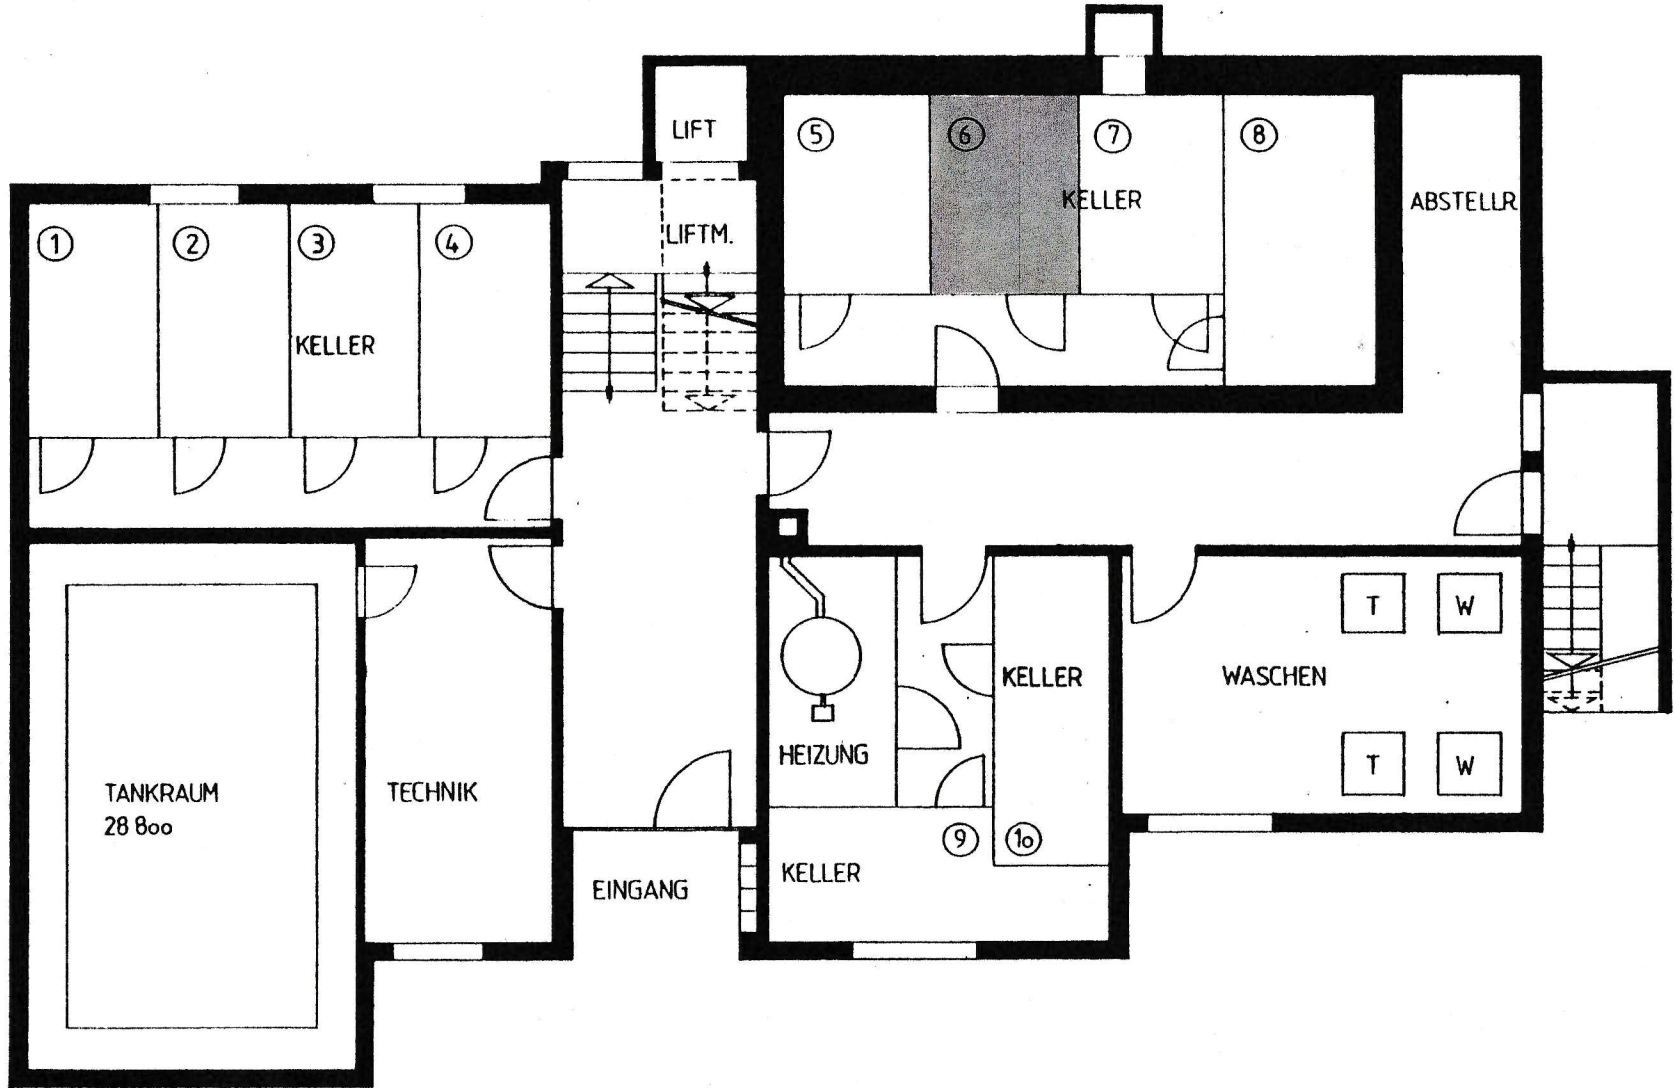 LIFT
5
6
7
8
KELLER
ABSTELLR.
1
2
3
4
LIFTM.
KELLER
T
W
KELLER
WASCHEN
HEIZUNG
T
W
TANKRAUM
28 800
TECHNIK
9
10
KELLER
EINGANG